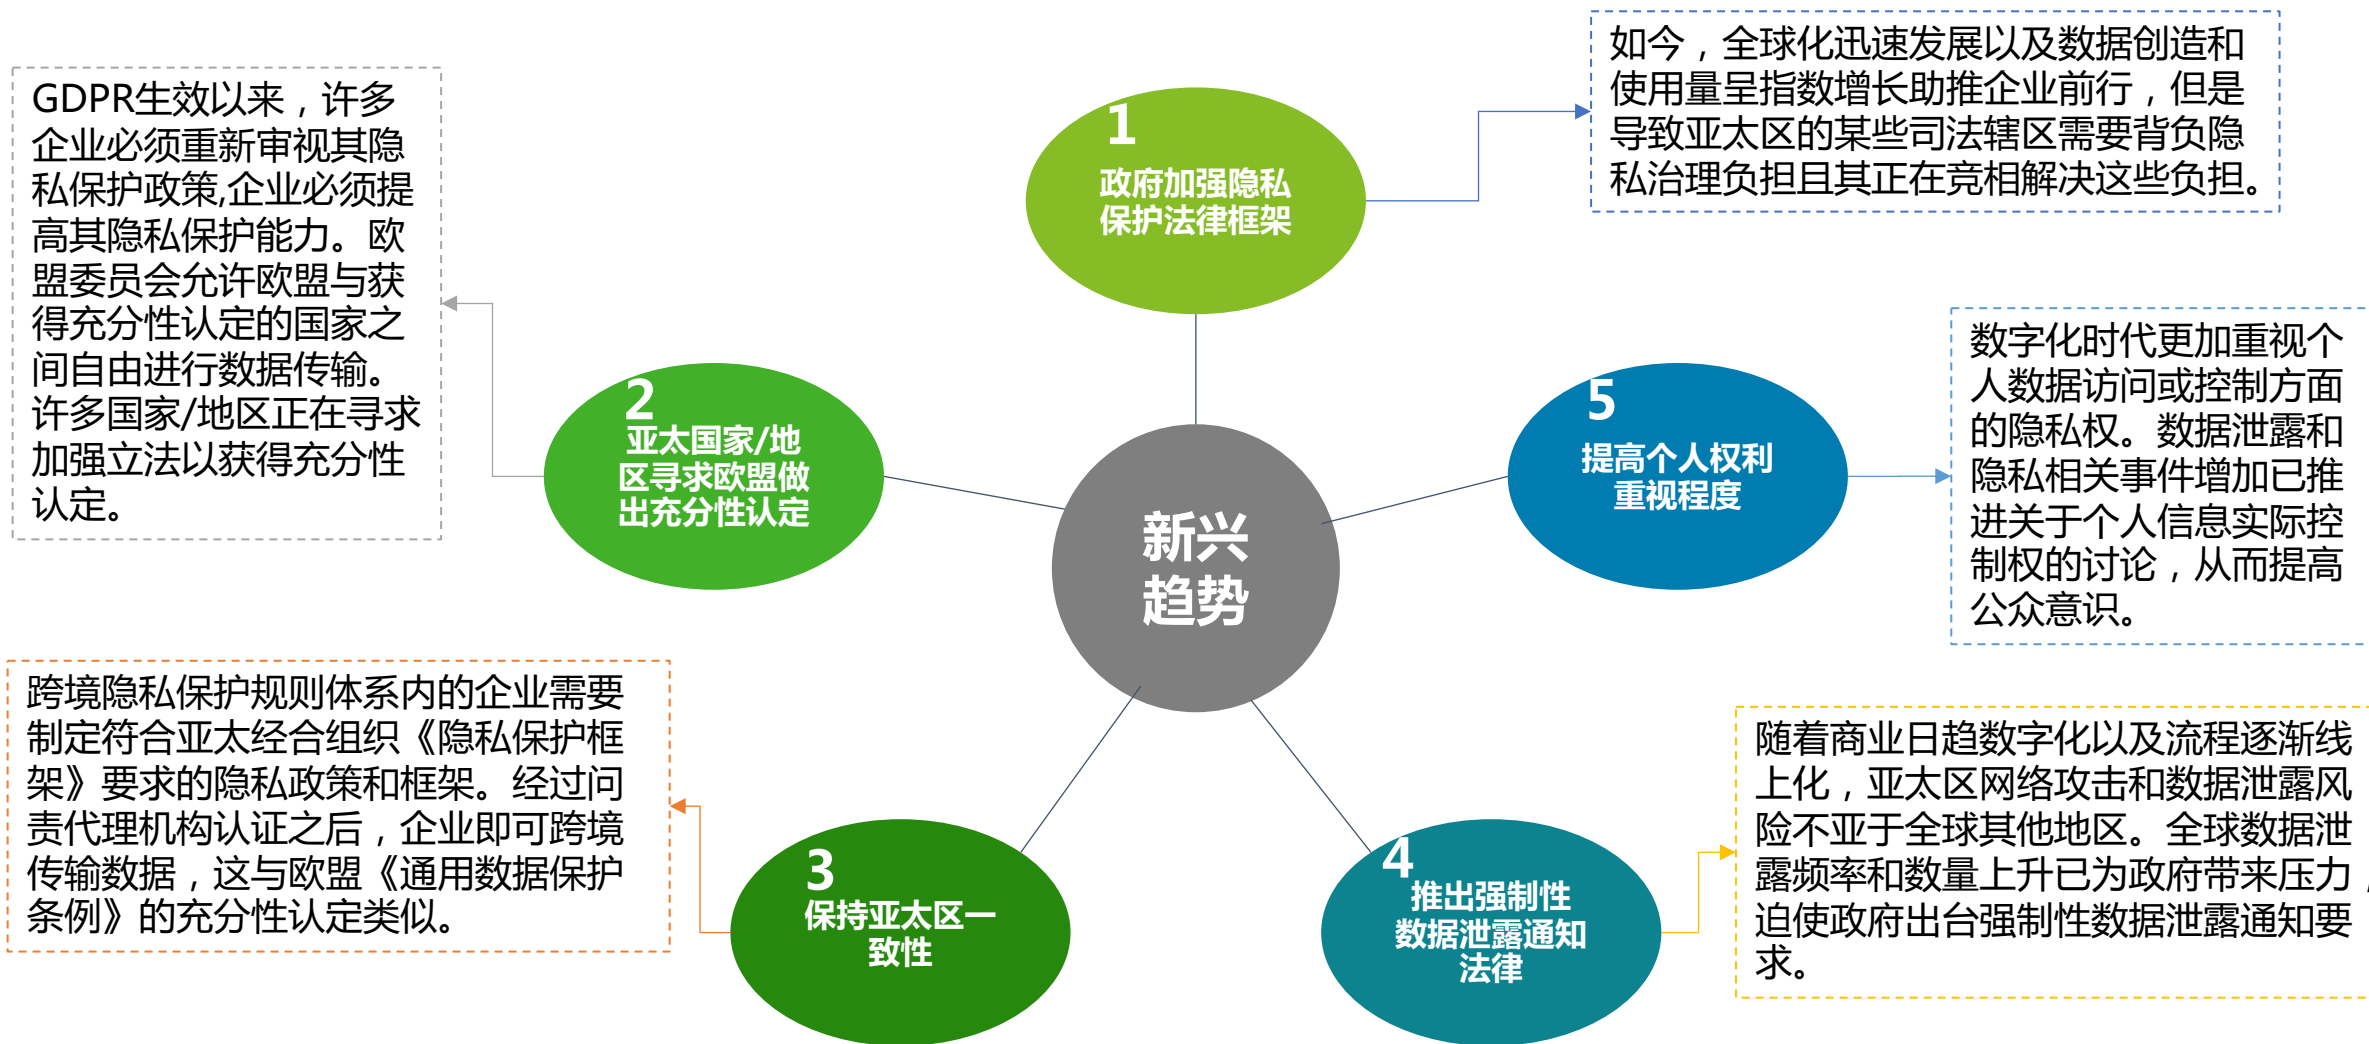 新兴
趋势
1
政府加强隐私
保护法律框架
如今，全球化迅速发展以及数据创造和
使用量呈指数增长助推企业前行，但是
导致亚太区的某些司法辖区需要背负隐
私治理负担且其正在竞相解决这些负担。
2
亚太国家/地
区寻求欧盟做
出充分性认定
GDPR生效以来，许多
企业必须重新审视其隐
私保护政策,企业必须提
高其隐私保护能力。欧
盟委员会允许欧盟与获
得充分性认定的国家之
间自由进行数据传输。
许多国家/地区正在寻求
加强立法以获得充分性
认定。
3
保持亚太区一
致性
跨境隐私保护规则体系内的企业需要
制定符合亚太经合组织《隐私保护框
架》要求的隐私政策和框架。经过问
责代理机构认证之后，企业即可跨境
传输数据，这与欧盟《通用数据保护
条例》的充分性认定类似。
4
推出强制性
数据泄露通知
法律
随着商业日趋数字化以及流程逐渐线
上化，亚太区网络攻击和数据泄露风
险不亚于全球其他地区。全球数据泄
露频率和数量上升已为政府带来压力，
迫使政府出台强制性数据泄露通知要
求。
5
提高个人权利
重视程度
数字化时代更加重视个
人数据访问或控制方面
的隐私权。数据泄露和
隐私相关事件增加已推
进关于个人信息实际控
制权的讨论，从而提高
公众意识。